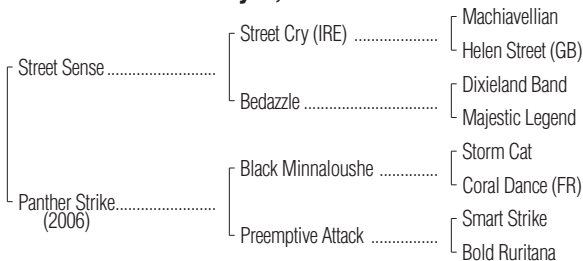 Machiavellian
Street Cry (IRE) ..................
Helen Street (GB)
Street Sense ........................
Dixieland Band
Bedazzle .............................
Majestic Legend
Storm Cat
Black Minnaloushe .............
Coral Dance (FR)
Panther Strike......................
(2006)
Smart Strike
Preemptive Attack ...............
Bold Ruritana